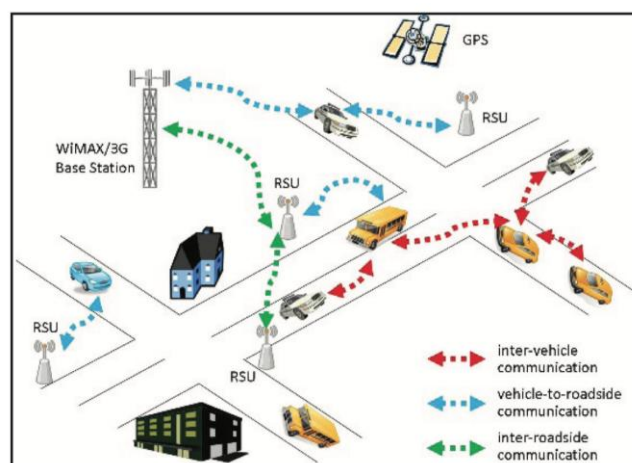 GPS
WiMAX/3G
Base Station
RSU
RSU
RSU
RSU
inter-vehicle
communication
vehicle-to-roadside
communication
inter-roadside
communication